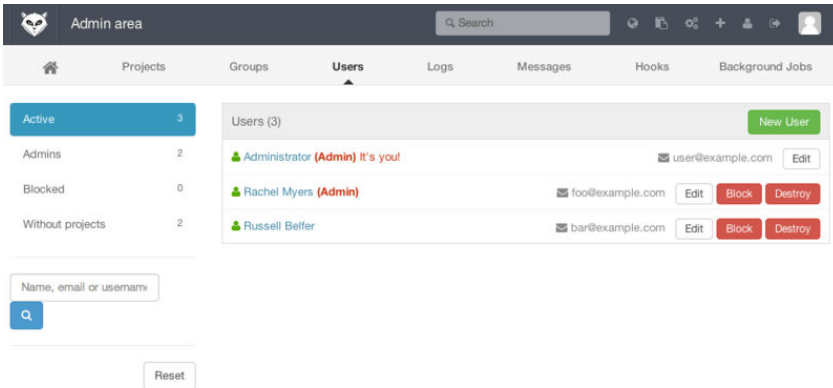 Admin area
Search
Projects Groups Users Logs Messages Hooks Background Jobs
Active 3
Admins 2
Blocked 0
Without projects 2
Name, email or usernam
Reset
Users (3) New User
Administrator (Admin) It's you! user@example.com Edit
Rachel Myers (Admin) foo@example.com Edit Block Destroy
Russell Belfer bar@example.com Edit Block Destroy